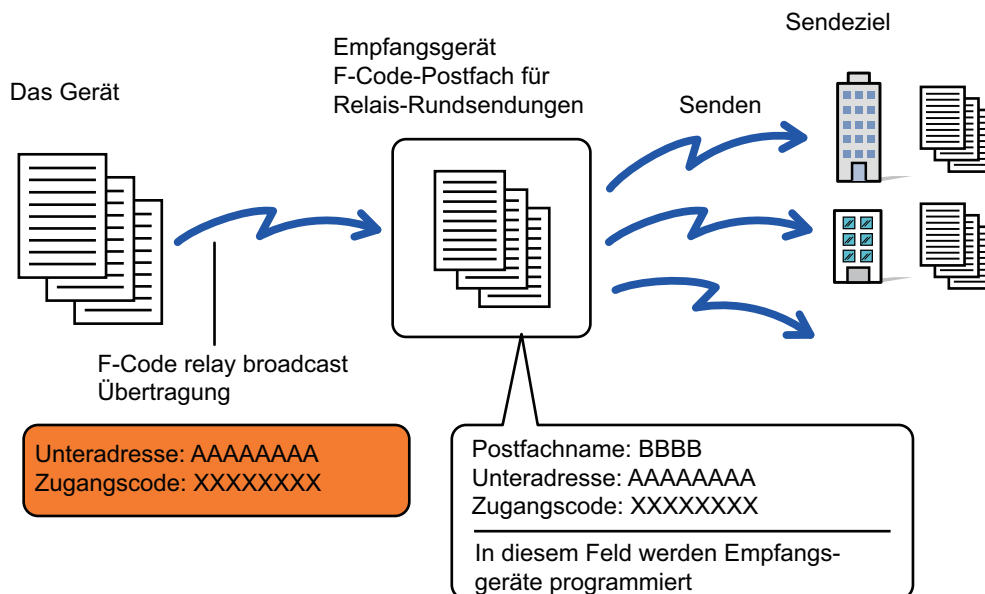 Das Gerät
Empfangsgerät
F-Code-Postfach für
Relais-Rundsendungen
Senden
Sendeziel
F-Code relay broadcast
Übertragung
Unteradresse: AAAAAAAA
Zugangscode: XXXXXXXX
Postfachname: BBBB
Unteradresse: AAAAAAAA
Zugangscode: XXXXXXXX
In diesem Feld werden Empfangs-
geräte programmiert